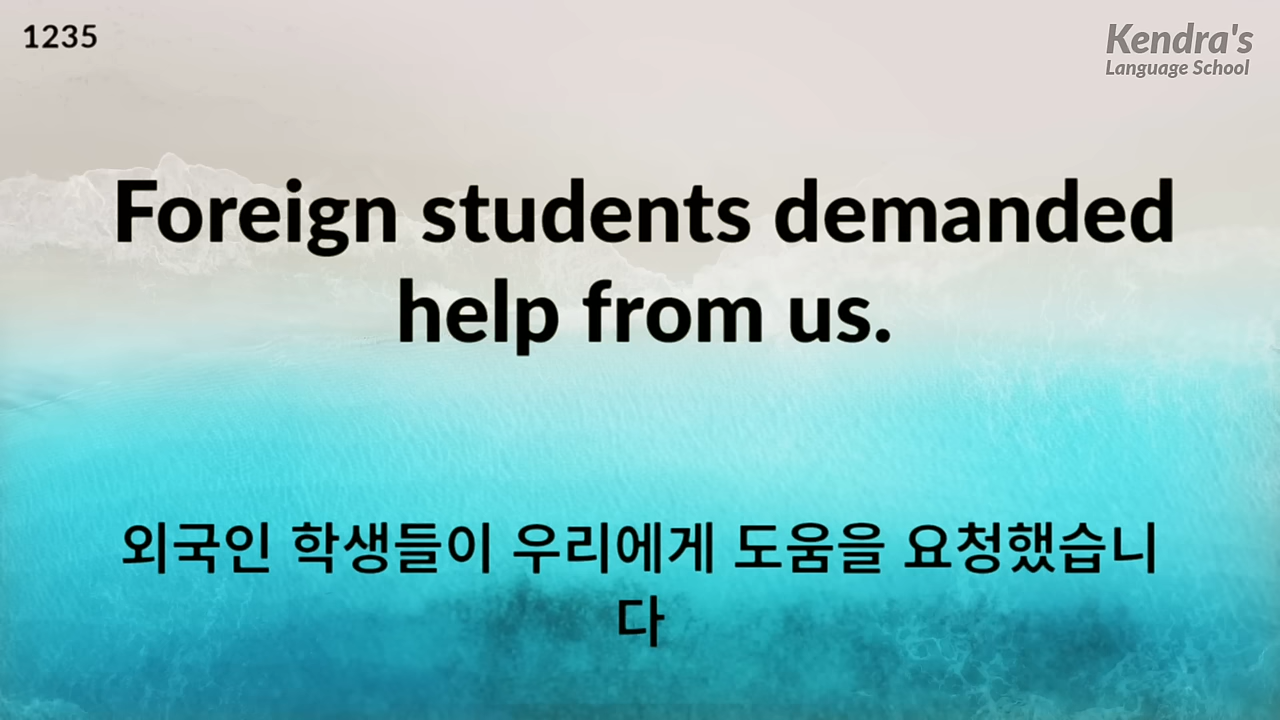 1235
Kendra's
Language School
Foreign students demanded
help from us.
외국인 학생들이 우리에게 도움을 요청했습니
다